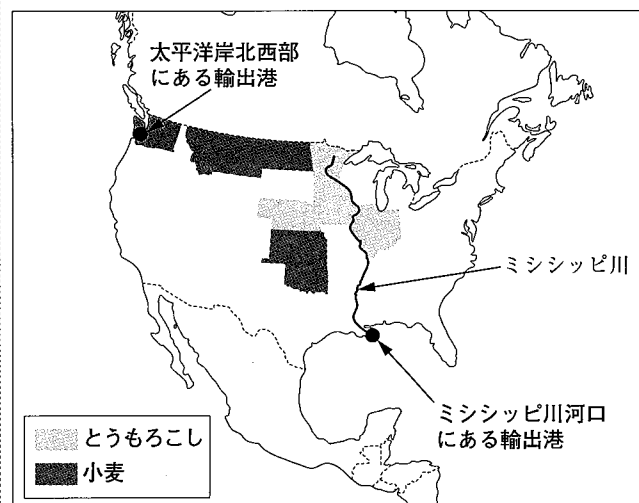 太平洋岸北西部
にある輸出港
ミシシッピ川
ミシシッピ川河口
にある輸出港
とうもろこし
小麦